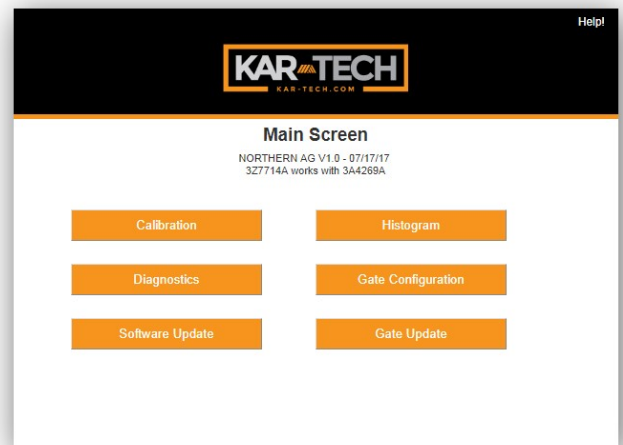 Help!
KAR TECH
KAR-TECH.COM
Main Screen
NORTHERN AG V1.0 - 07/17/17
3Z7714A works with 3A4269A
Calibration
Histogram
Diagnostics
Gate Configuration
Software Update
Gate Update